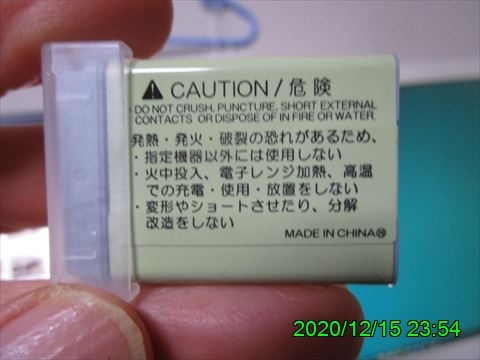 ⚠ CAUTION/危険
・DO NOT CRUSH, PUNCTURE, SHORT EXTERNAL
CONTACTS OR DISPOSE OF IN FIRE OR WATER.
発熱・発火・破裂の恐れがあるため、
・指定機器以外には使用しない
・火中投入、電子レンジ加熱、高温
での充電・使用・放置をしない
・変形やショートさせたり、分解
改造をしない
MADE IN CHINA
2020/12/15 23:54